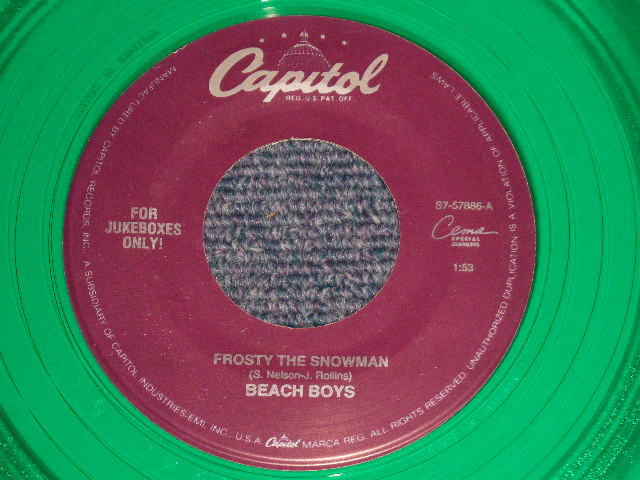 Capitol
REG. U.S. PAT. OFF.
FOR
JUKEBOXES
ONLY!
S7-57886-A
Cema
SPECIAL
MARKETS
1:53
FROSTY THE SNOWMAN
(S. Nelson-J. Rollins)
BEACH BOYS
MANUFACTURED BY CAPITOL RECORDS, INC., A SUBSIDIARY OF CAPITOL INDUSTRIES-EMI, INC., U.S.A. Capitol MARCA REG. ALL RIGHTS RESERVED. UNAUTHORIZED DUPLICATION IS A VIOLATION OF APPLICABLE LAWS